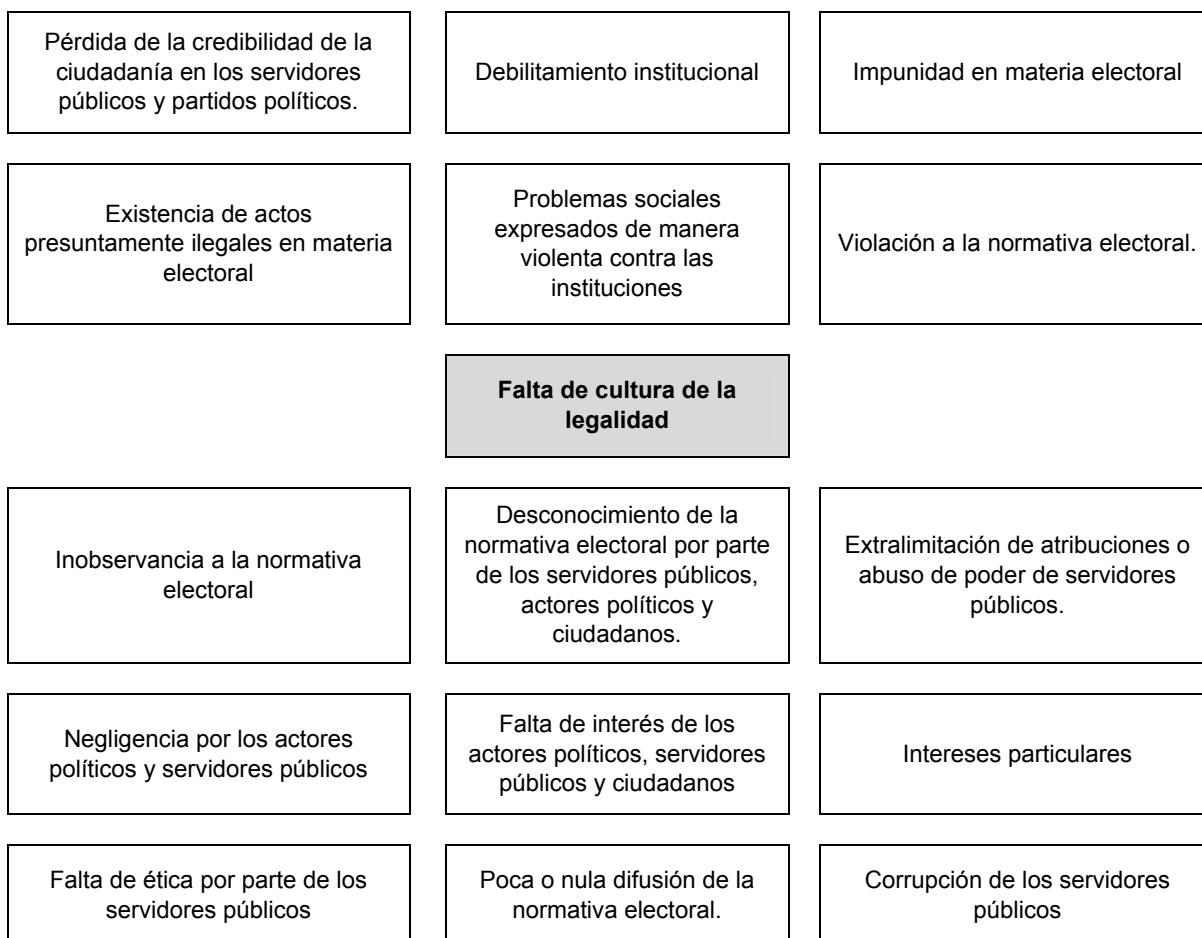 Pérdida de la credibilidad de la
ciudadanía en los servidores
públicos y partidos políticos.
Debilitamiento institucional
Impunidad en materia electoral
Existencia de actos
presuntamente ilegales en materia
electoral
Problemas sociales
expresados de manera
violenta contra las
instituciones
Violación a la normativa electoral.
Falta de cultura de la
legalidad
Inobservancia a la normativa
electoral
Desconocimiento de la
normativa electoral por parte
de los servidores públicos,
actores políticos y
ciudadanos.
Extralimitación de atribuciones o
abuso de poder de servidores
públicos.
Negligencia por los actores
políticos y servidores públicos
Falta de interés de los
actores políticos, servidores
públicos y ciudadanos
Intereses particulares
Falta de ética por parte de los
servidores públicos
Poca o nula difusión de la
normativa electoral.
Corrupción de los servidores
públicos